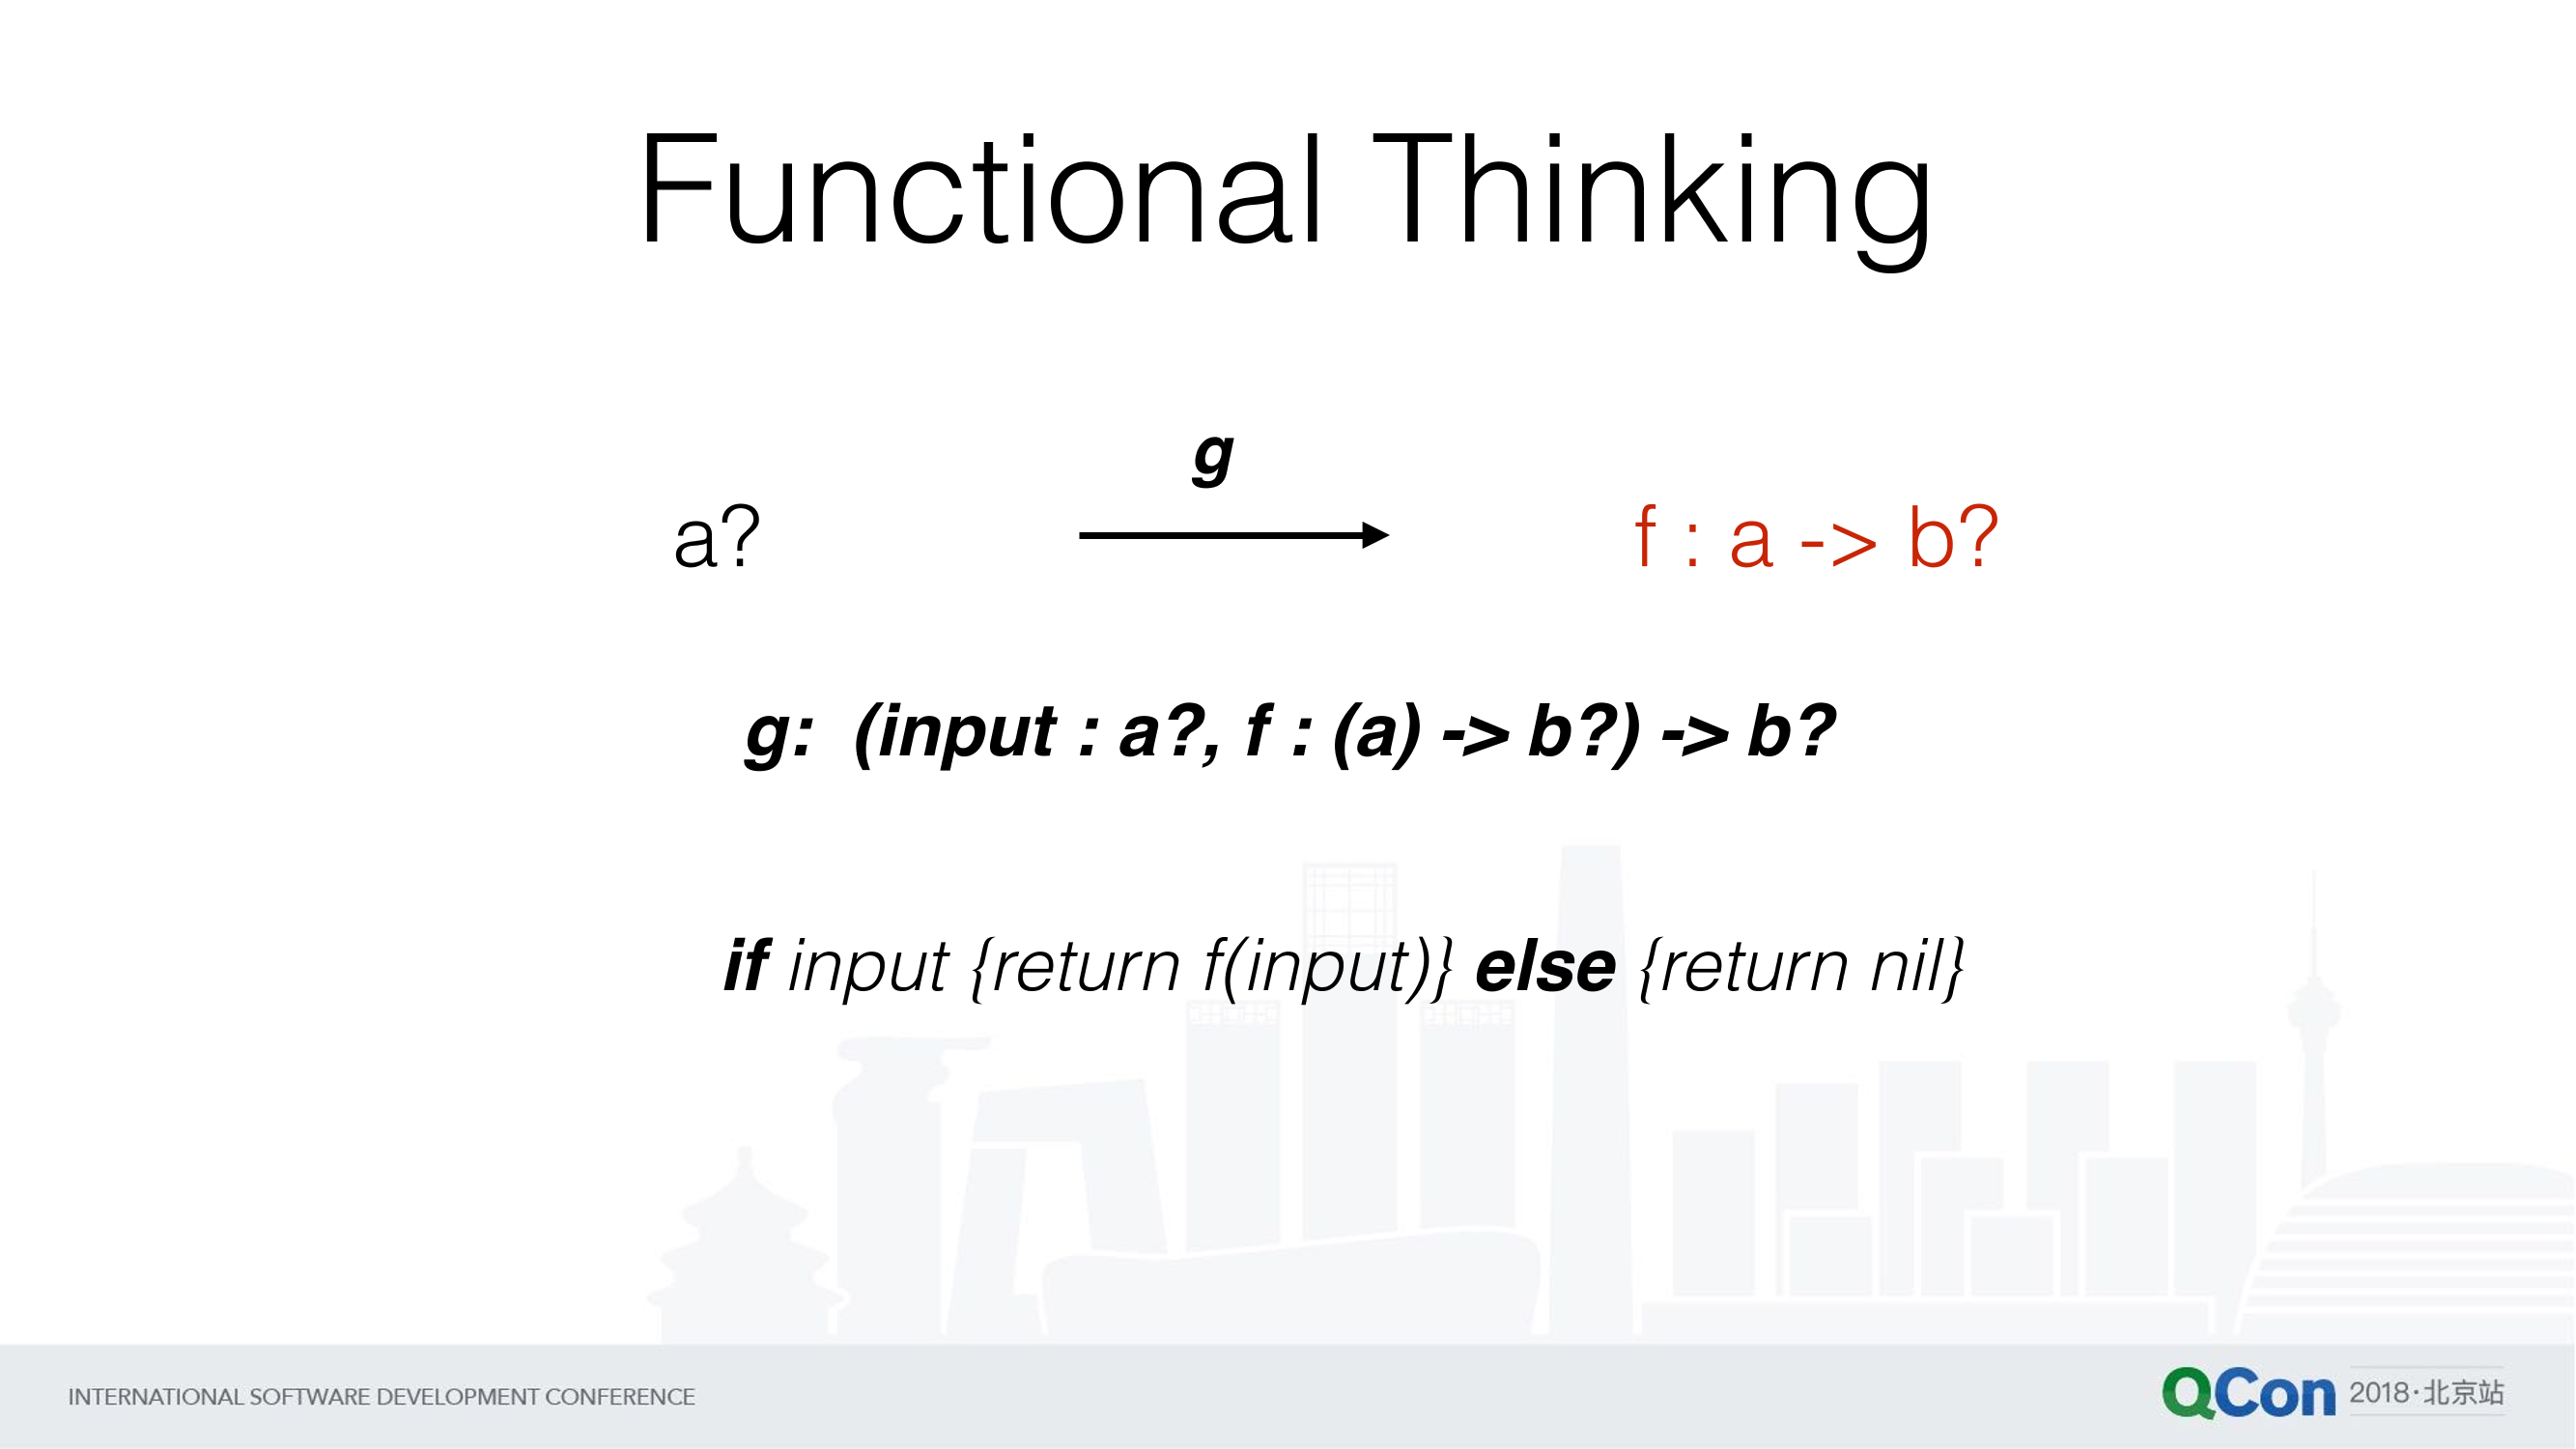 Functional Thinking
g
a?
f : a -> b?
g: (input : a?, f : (a) -> b?) -> b?
if input {return f(input)} else {return nil}
INTERNATIONAL SOFTWARE DEVELOPMENT CONFERENCE
QCon 2018·北京站